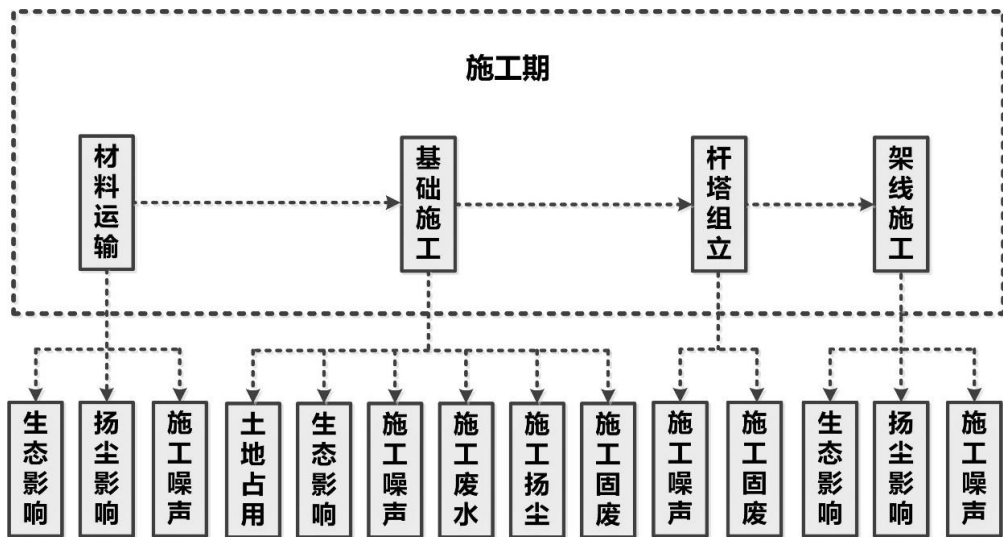 施工期
材料运输
基础施工
杆塔组立
架线施工
生态影响
扬尘影响
施工噪声
土地占用
生态影响
施工噪声
施工废水
施工扬尘
施工固废
施工噪声
施工固废
生态影响
扬尘影响
施工噪声